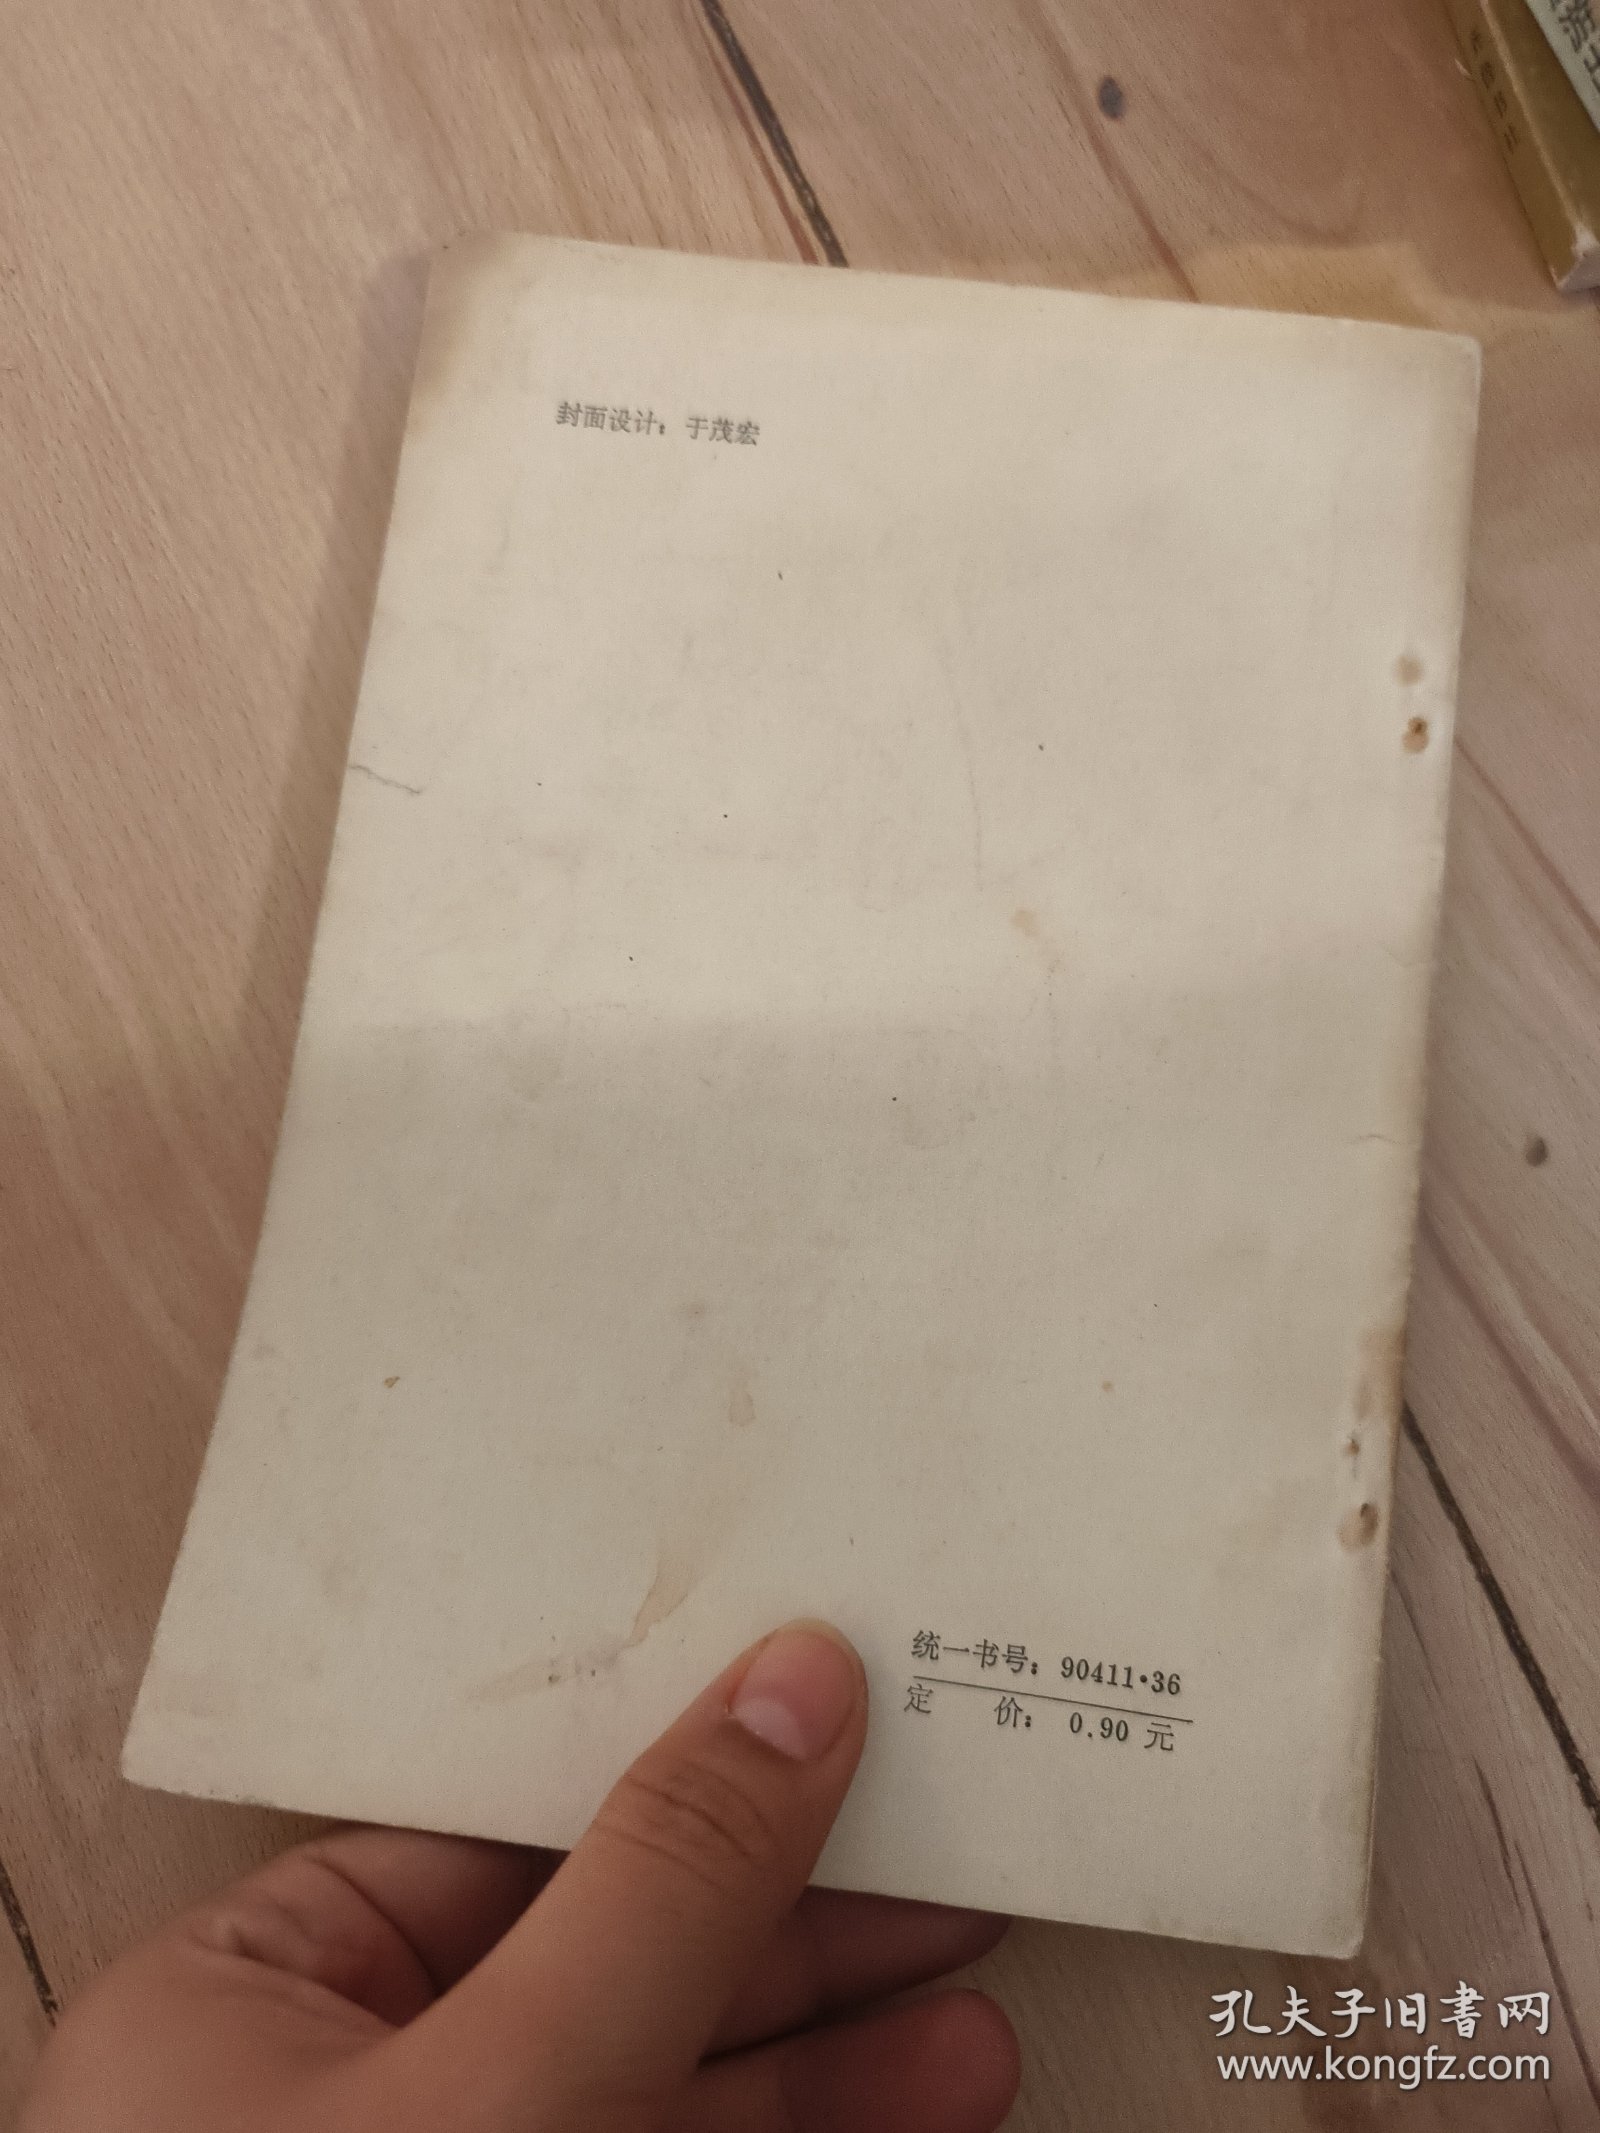 封面设计：于茂宏
统一书号：90411·36
定 价： 0.90 元
孔夫子旧書网
www.kongfz.com